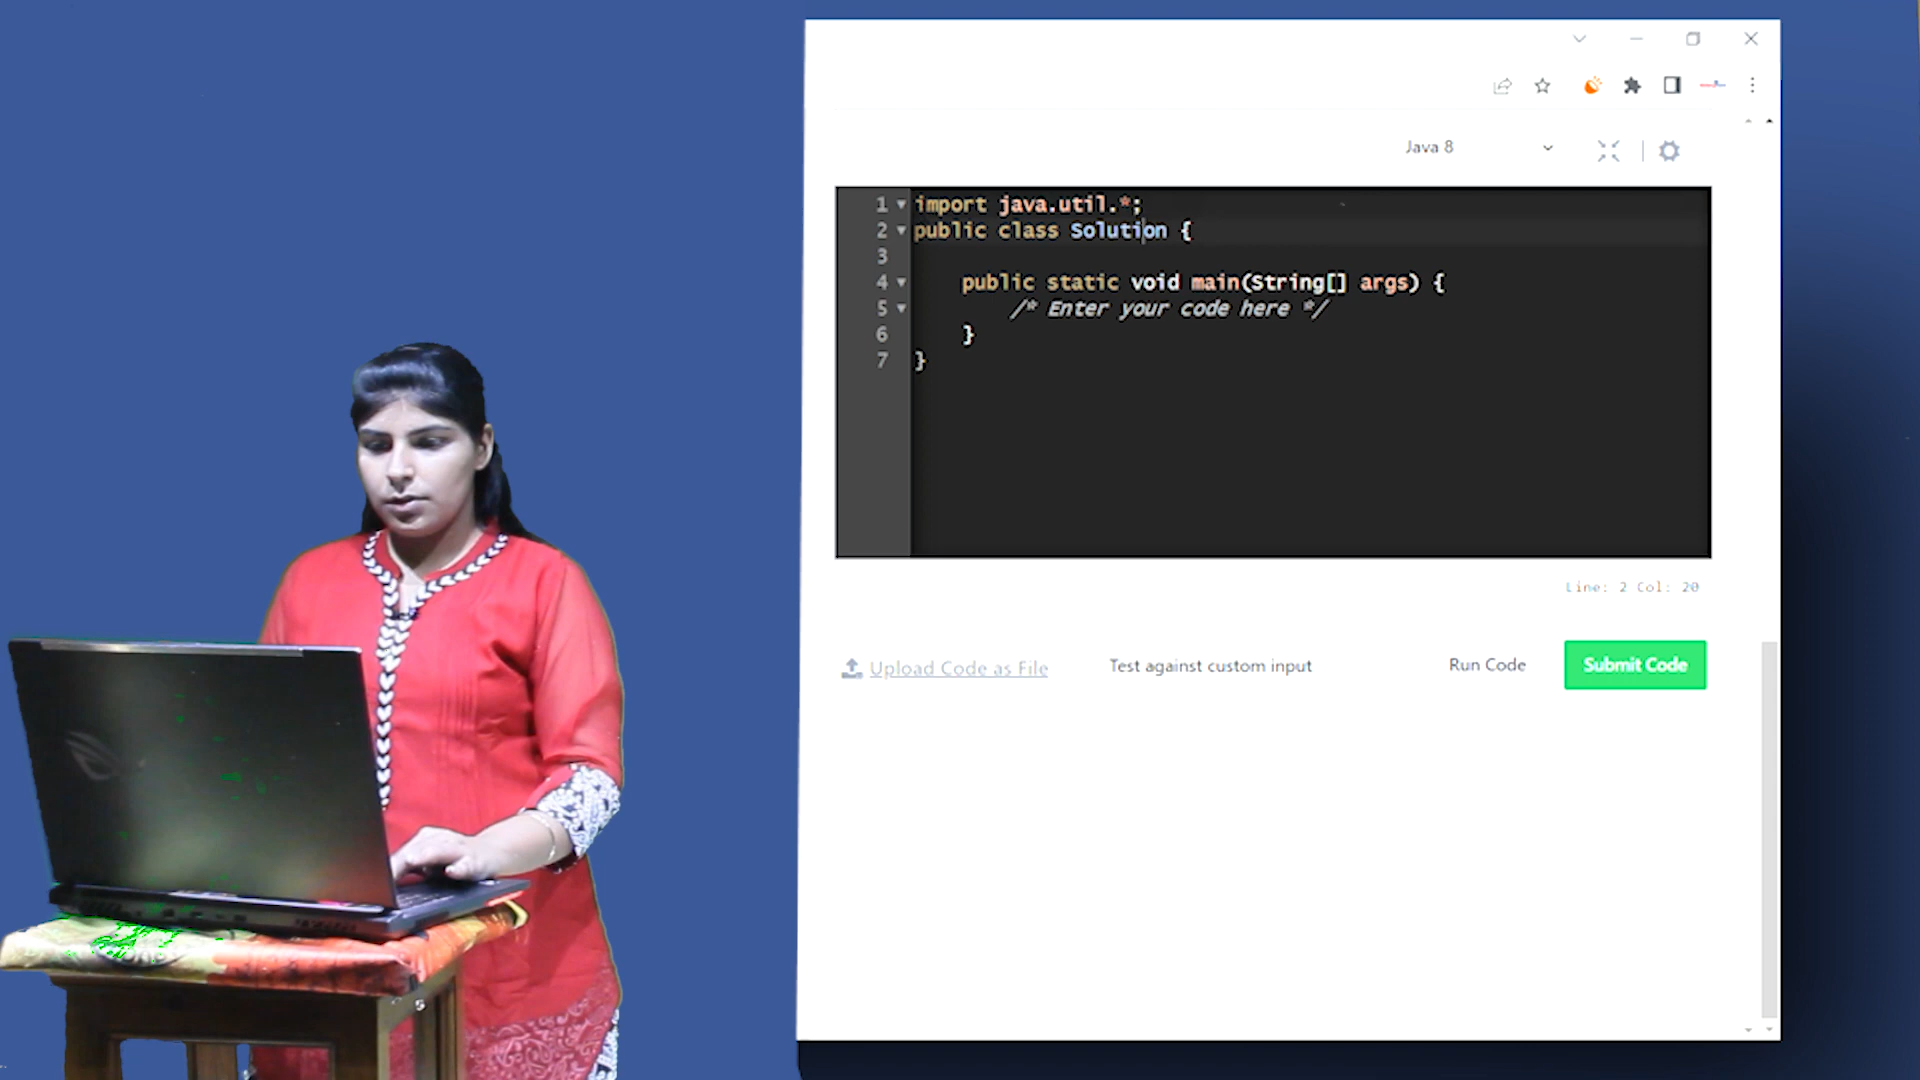 Java 8
1 import java.util.*;
2 public class Solution {
3
4 public static void main(String[] args) {
5 /* Enter your code here */
6 }
7 }
Line: 2 Col: 20
Upload Code as File Test against custom input Run Code Submit Code